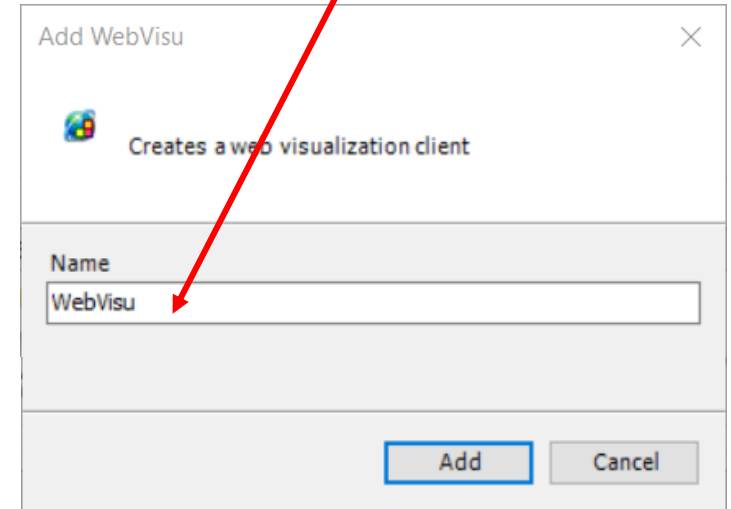 Add WebVisu
Creates a web visualization client
Name
WebVisu
Add
Cancel